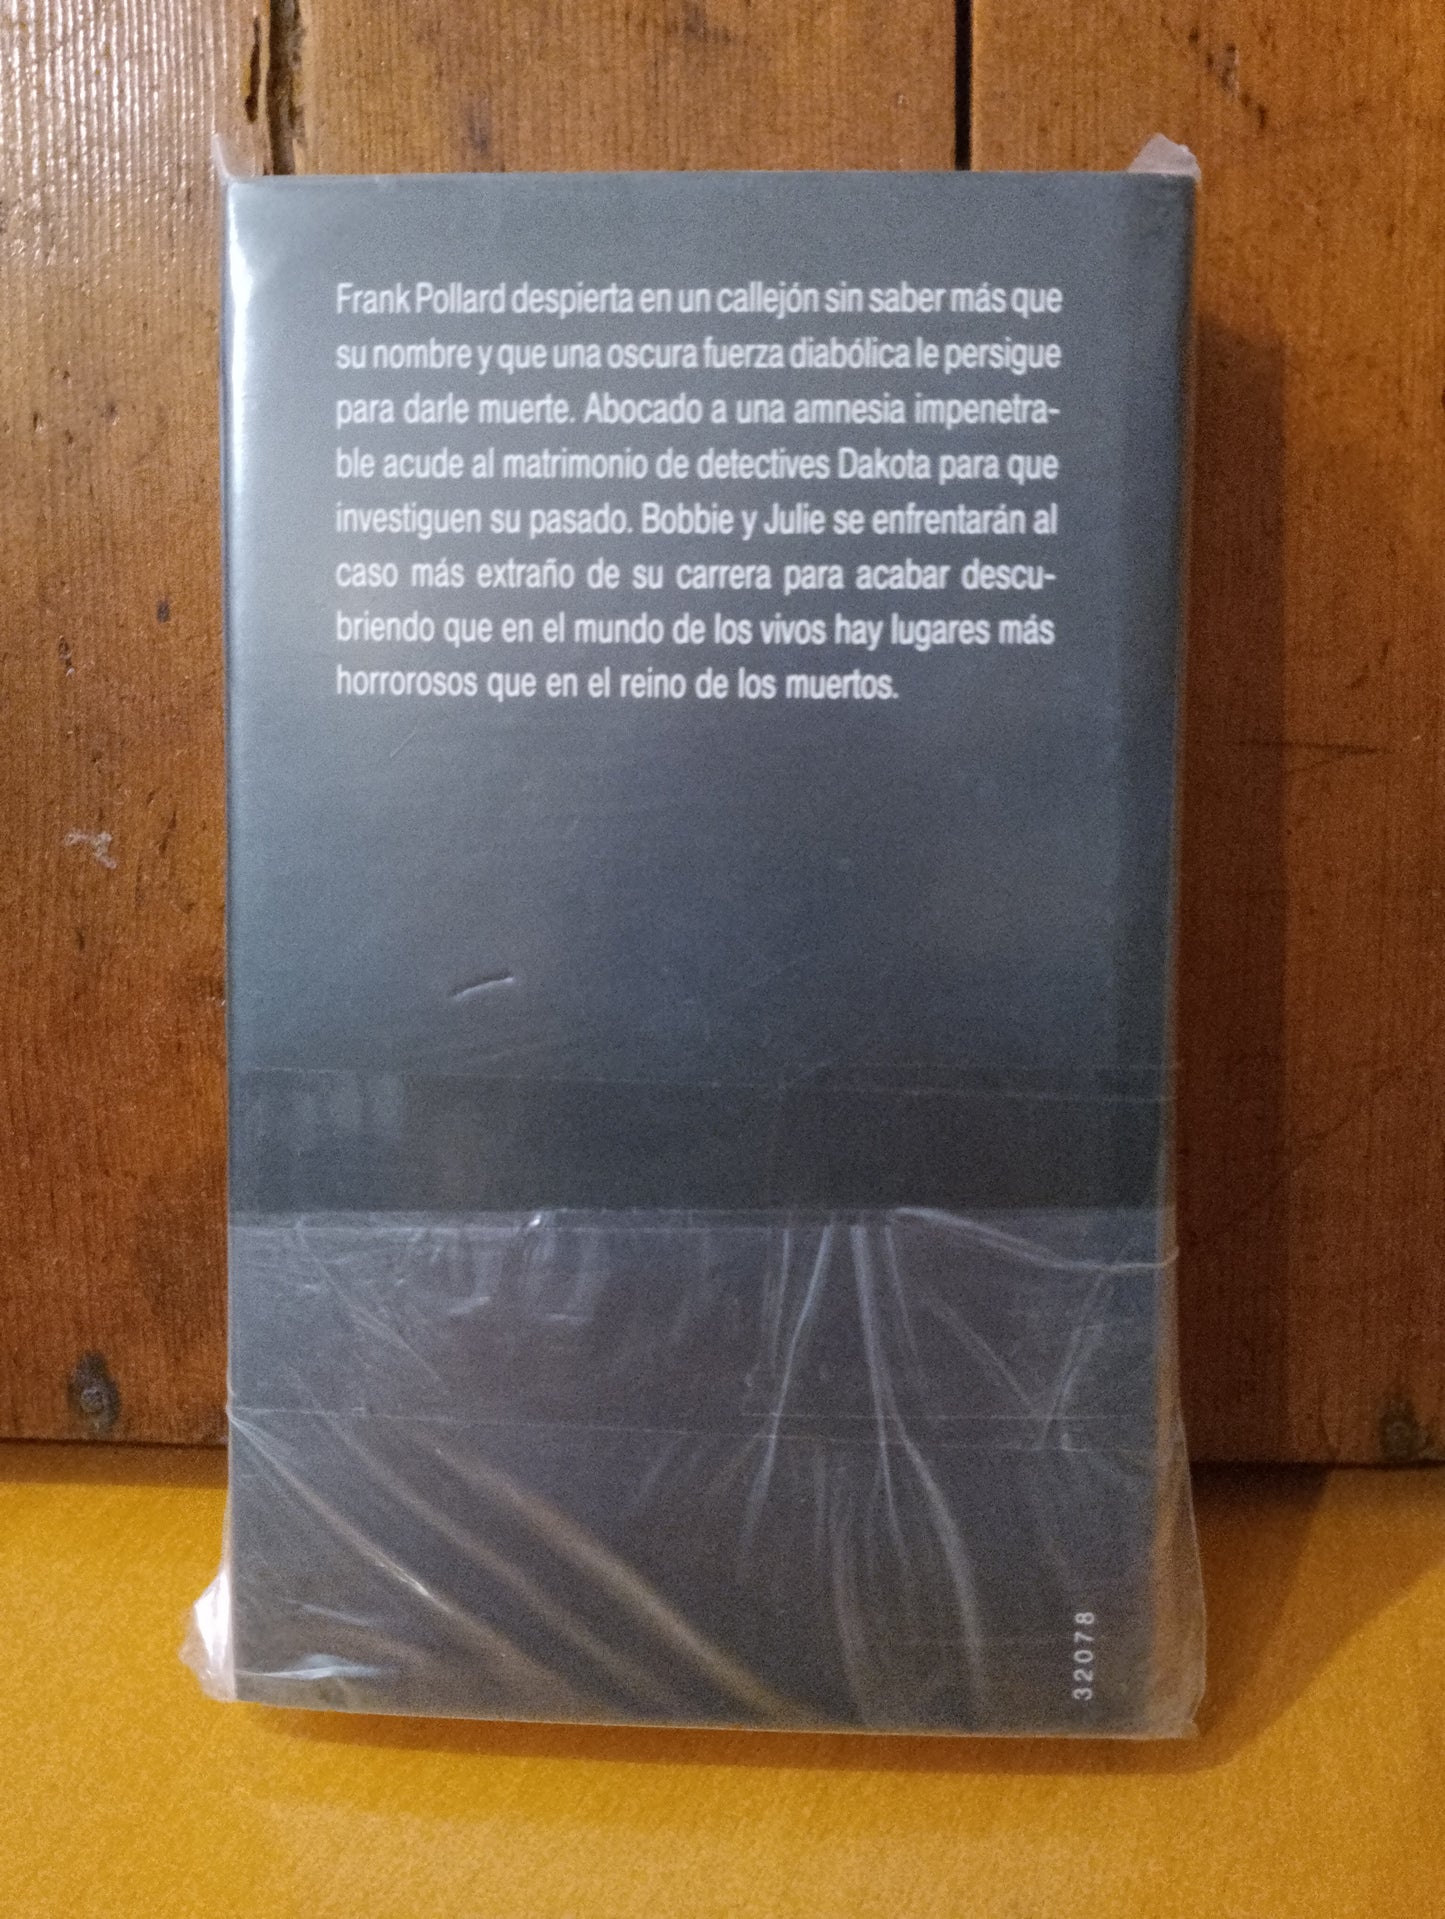 Frank Pollard despierta en un callejón sin saber más que
su nombre y que una oscura fuerza diabólica le persigue
para darle muerte. Abocado a una amnesia impenetra-
ble acude al matrimonio de detectives Dakota para que
investiguen su pasado. Bobbie y Julie se enfrentarán al
caso más extraño de su carrera para acabar descu-
briendo que en el mundo de los vivos hay lugares más
horrorosos que en el reino de los muertos.
32078